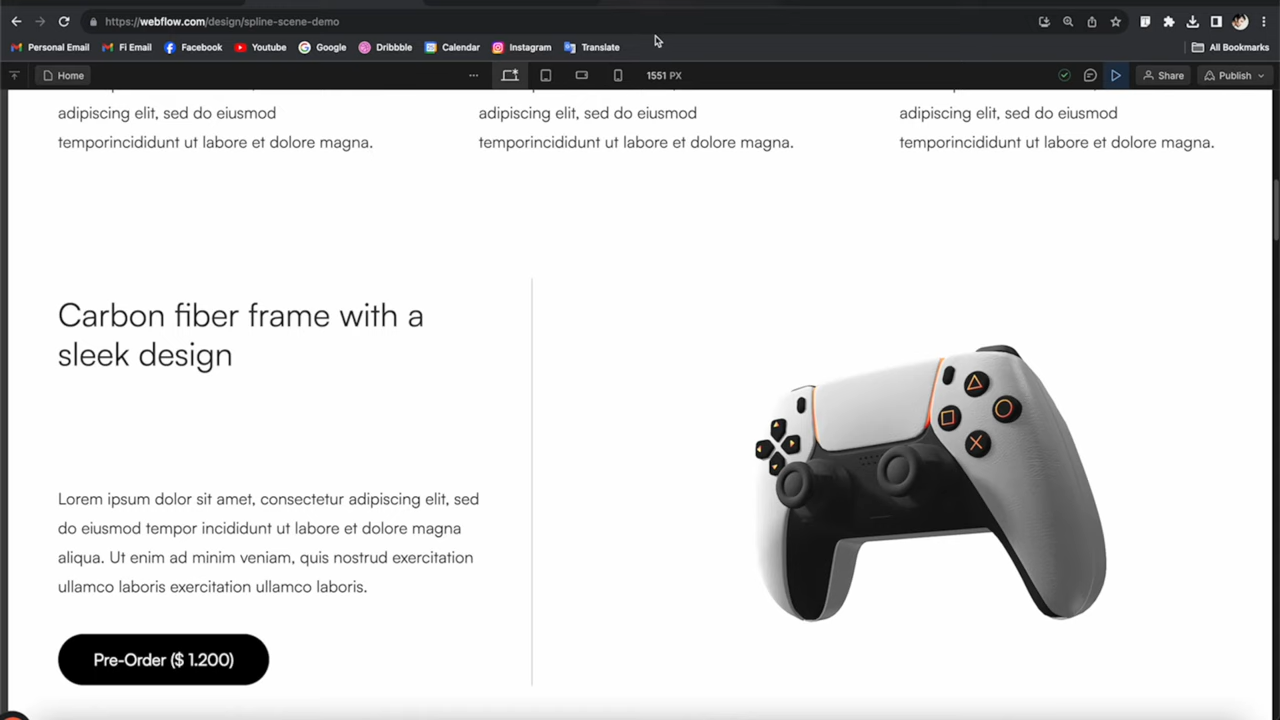 https://webflow.com/design/spline-scene-demo
Personal Email Fi Email Facebook Youtube Google Dribbble Calendar Instagram Translate All Bookmarks
Home ... 1551 PX Share Publish
adipiscing elit, sed do eiusmod
temporincididunt ut labore et dolore magna.
adipiscing elit, sed do eiusmod
temporincididunt ut labore et dolore magna.
adipiscing elit, sed do eiusmod
temporincididunt ut labore et dolore magna.
Carbon fiber frame with a
sleek design
Lorem ipsum dolor sit amet, consectetur adipiscing elit, sed
do eiusmod tempor incididunt ut labore et dolore magna
aliqua. Ut enim ad minim veniam, quis nostrud exercitation
ullamco laboris exercitation ullamco laboris.
Pre-Order ($ 1.200)